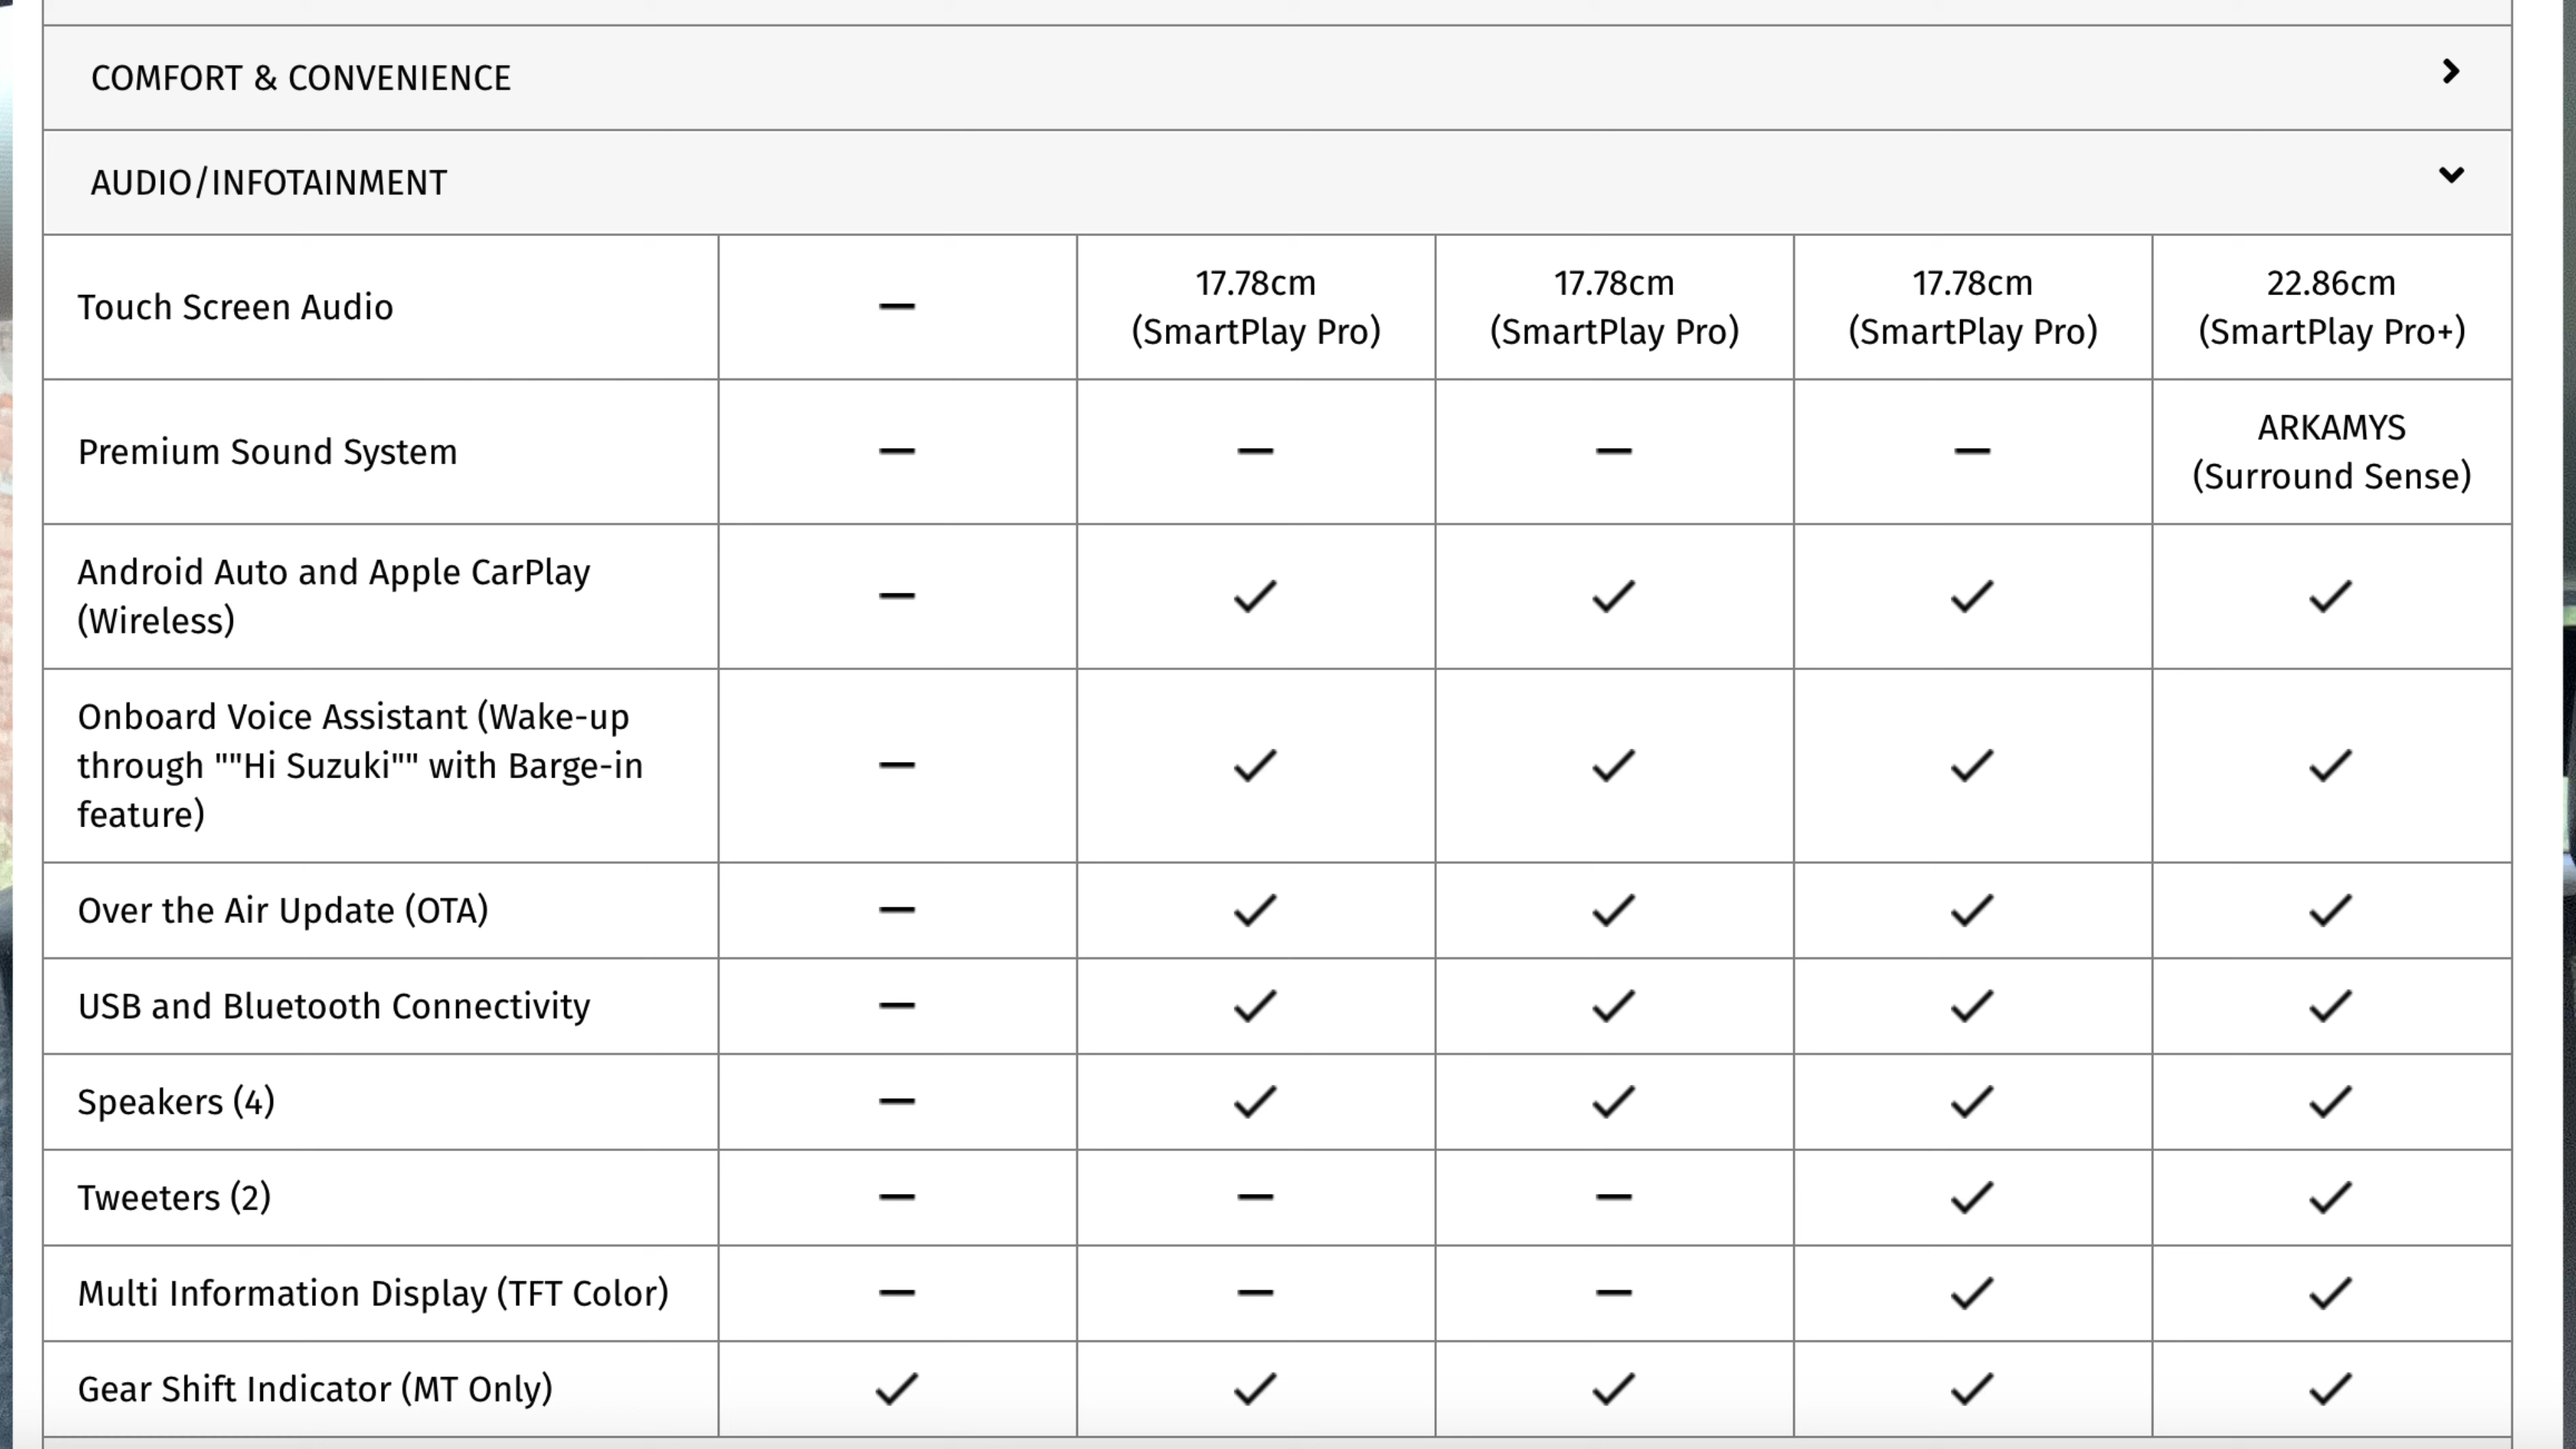 COMFORT & CONVENIENCE
AUDIO/INFOTAINMENT
Touch Screen Audio
—
17.78cm
(SmartPlay Pro)
17.78cm
(SmartPlay Pro)
17.78cm
(SmartPlay Pro)
22.86cm
(SmartPlay Pro+)
Premium Sound System
—
—
—
—
ARKAMYS
(Surround Sense)
Android Auto and Apple CarPlay
(Wireless)
—
✓
✓
✓
✓
Onboard Voice Assistant (Wake-up
through ""Hi Suzuki"" with Barge-in
feature)
—
✓
✓
✓
✓
Over the Air Update (OTA)
—
✓
✓
✓
✓
USB and Bluetooth Connectivity
—
✓
✓
✓
✓
Speakers (4)
—
✓
✓
✓
✓
Tweeters (2)
—
—
—
✓
✓
Multi Information Display (TFT Color)
—
—
—
✓
✓
Gear Shift Indicator (MT Only)
✓
✓
✓
✓
✓